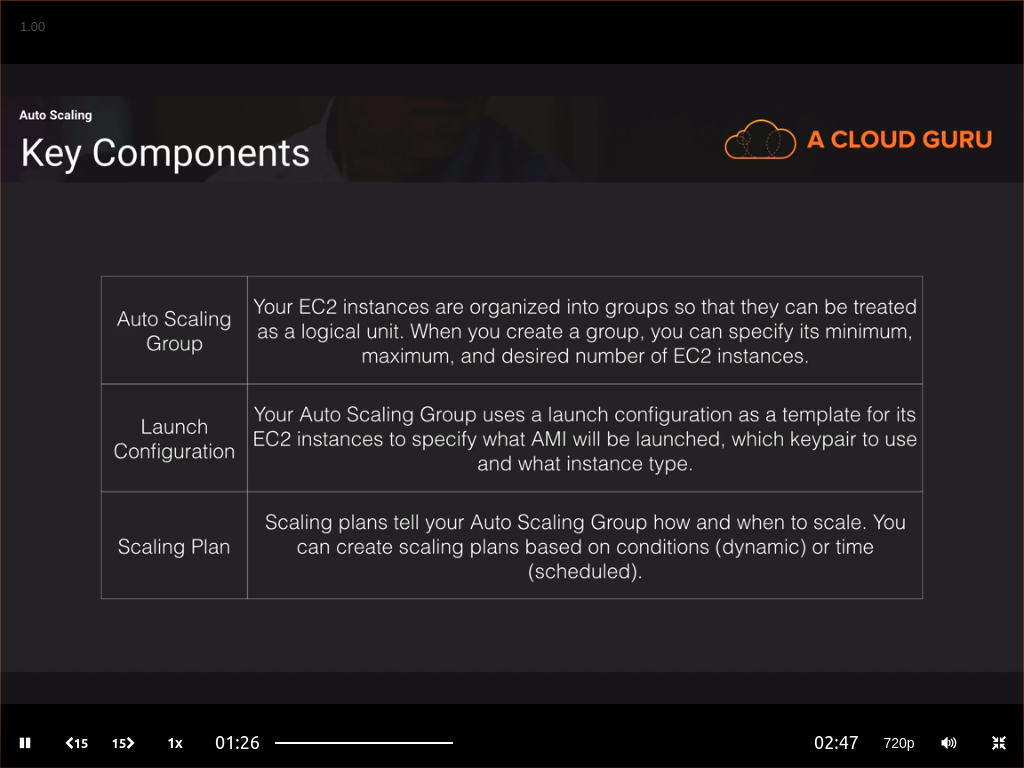 1.00
Auto Scaling
Key Components
A CLOUD GURU
Auto Scaling
Group
Your EC2 instances are organized into groups so that they can be treated
as a logical unit. When you create a group, you can specify its minimum,
maximum, and desired number of EC2 instances.
Launch
Configuration
Your Auto Scaling Group uses a launch configuration as a template for its
EC2 instances to specify what AMI will be launched, which keypair to use
and what instance type.
Scaling Plan
Scaling plans tell your Auto Scaling Group how and when to scale. You
can create scaling plans based on conditions (dynamic) or time
(scheduled).
15 15 1x 01:26 02:47 720p